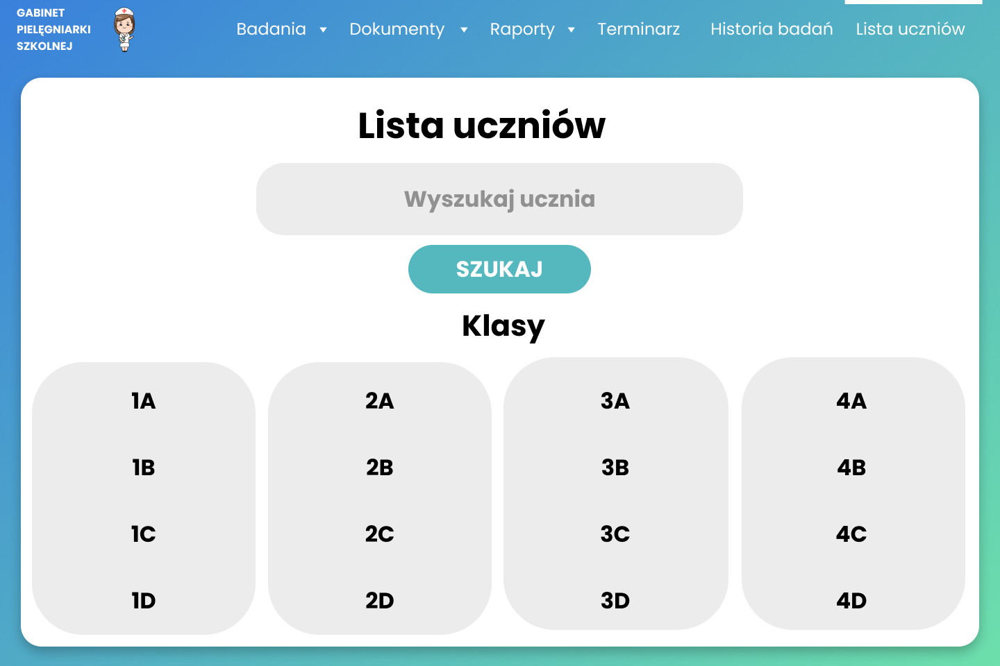 GABINET
PIELĘGNIARKI
SZKOLNEJ
Badania
Dokumenty
Raporty
Terminarz
Historia badań
Lista uczniów
Lista uczniów
Wyszukaj ucznia
SZUKAJ
Klasy
1A
1B
1C
1D
2A
2B
2C
2D
3A
3B
3C
3D
4A
4B
4C
4D